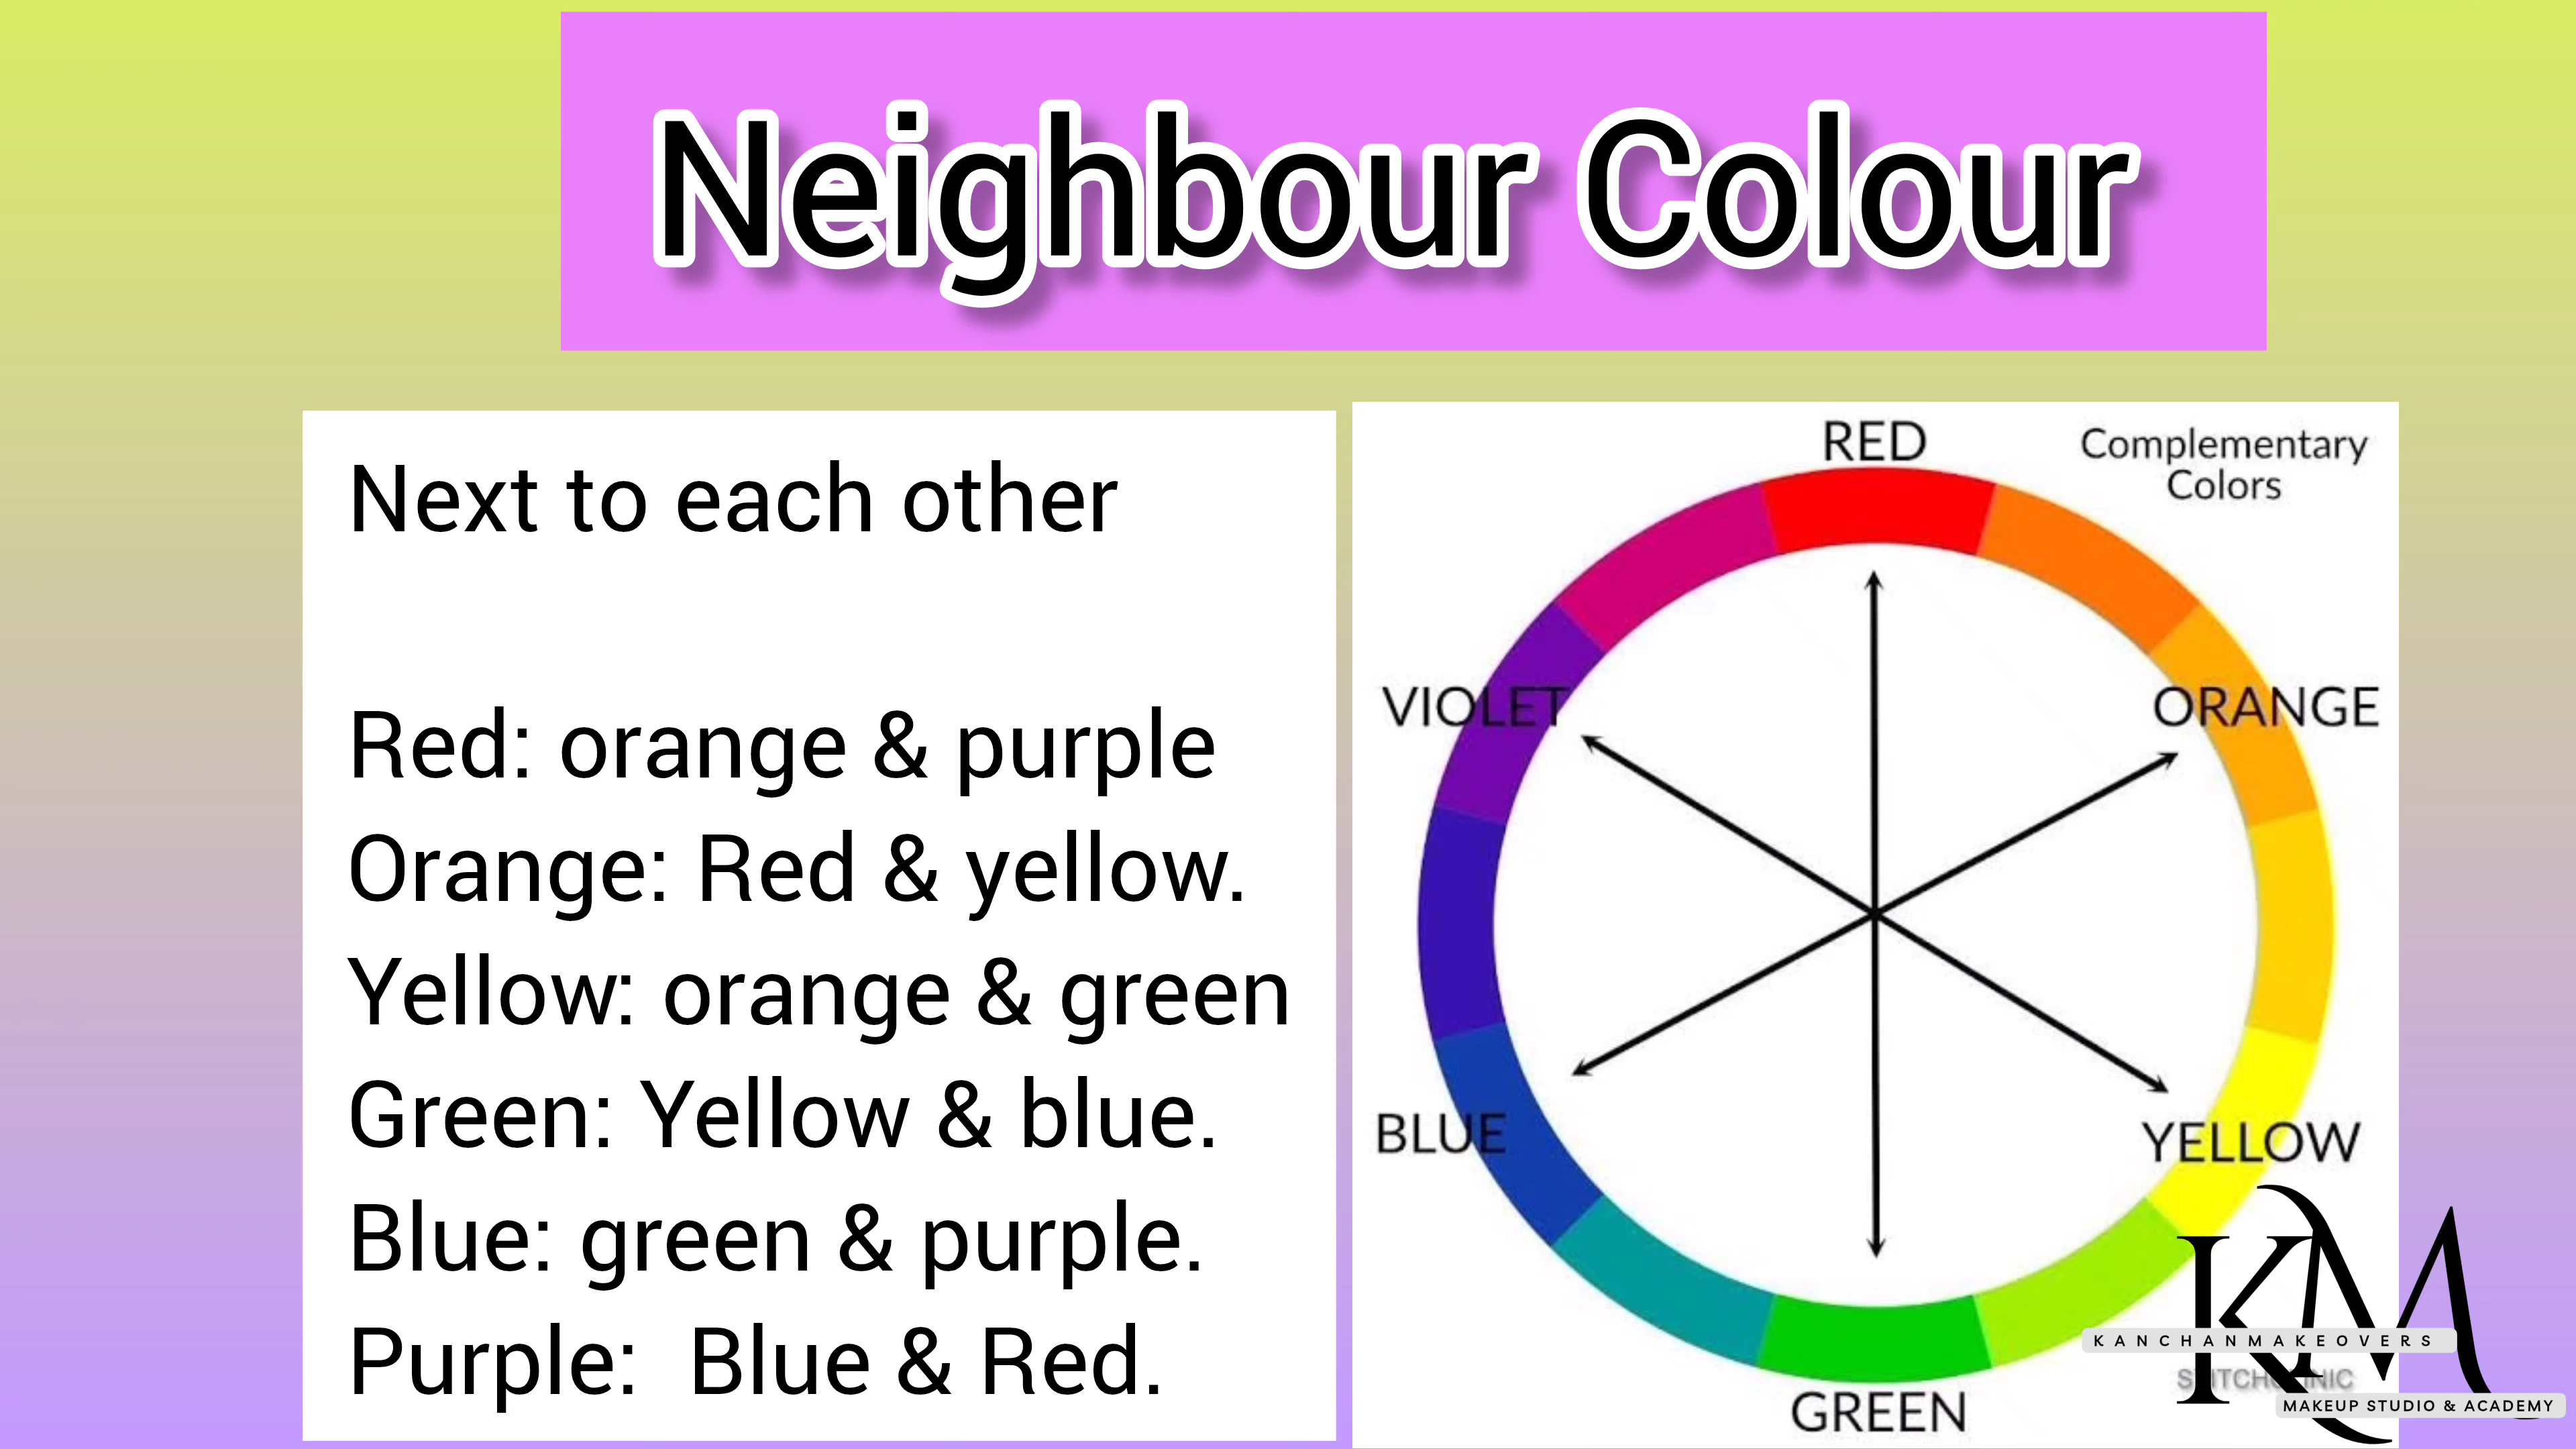 Neighbour Colour
Next to each other
Red: orange & purple
Orange: Red & yellow.
Yellow: orange & green
Green: Yellow & blue.
Blue: green & purple.
Purple: Blue & Red.
RED
Complementary
Colors
VIOLET
ORANGE
BLUE
YELLOW
GREEN
KM
KANCHANMAKEOVERS
MAKEUP STUDIO & ACADEMY